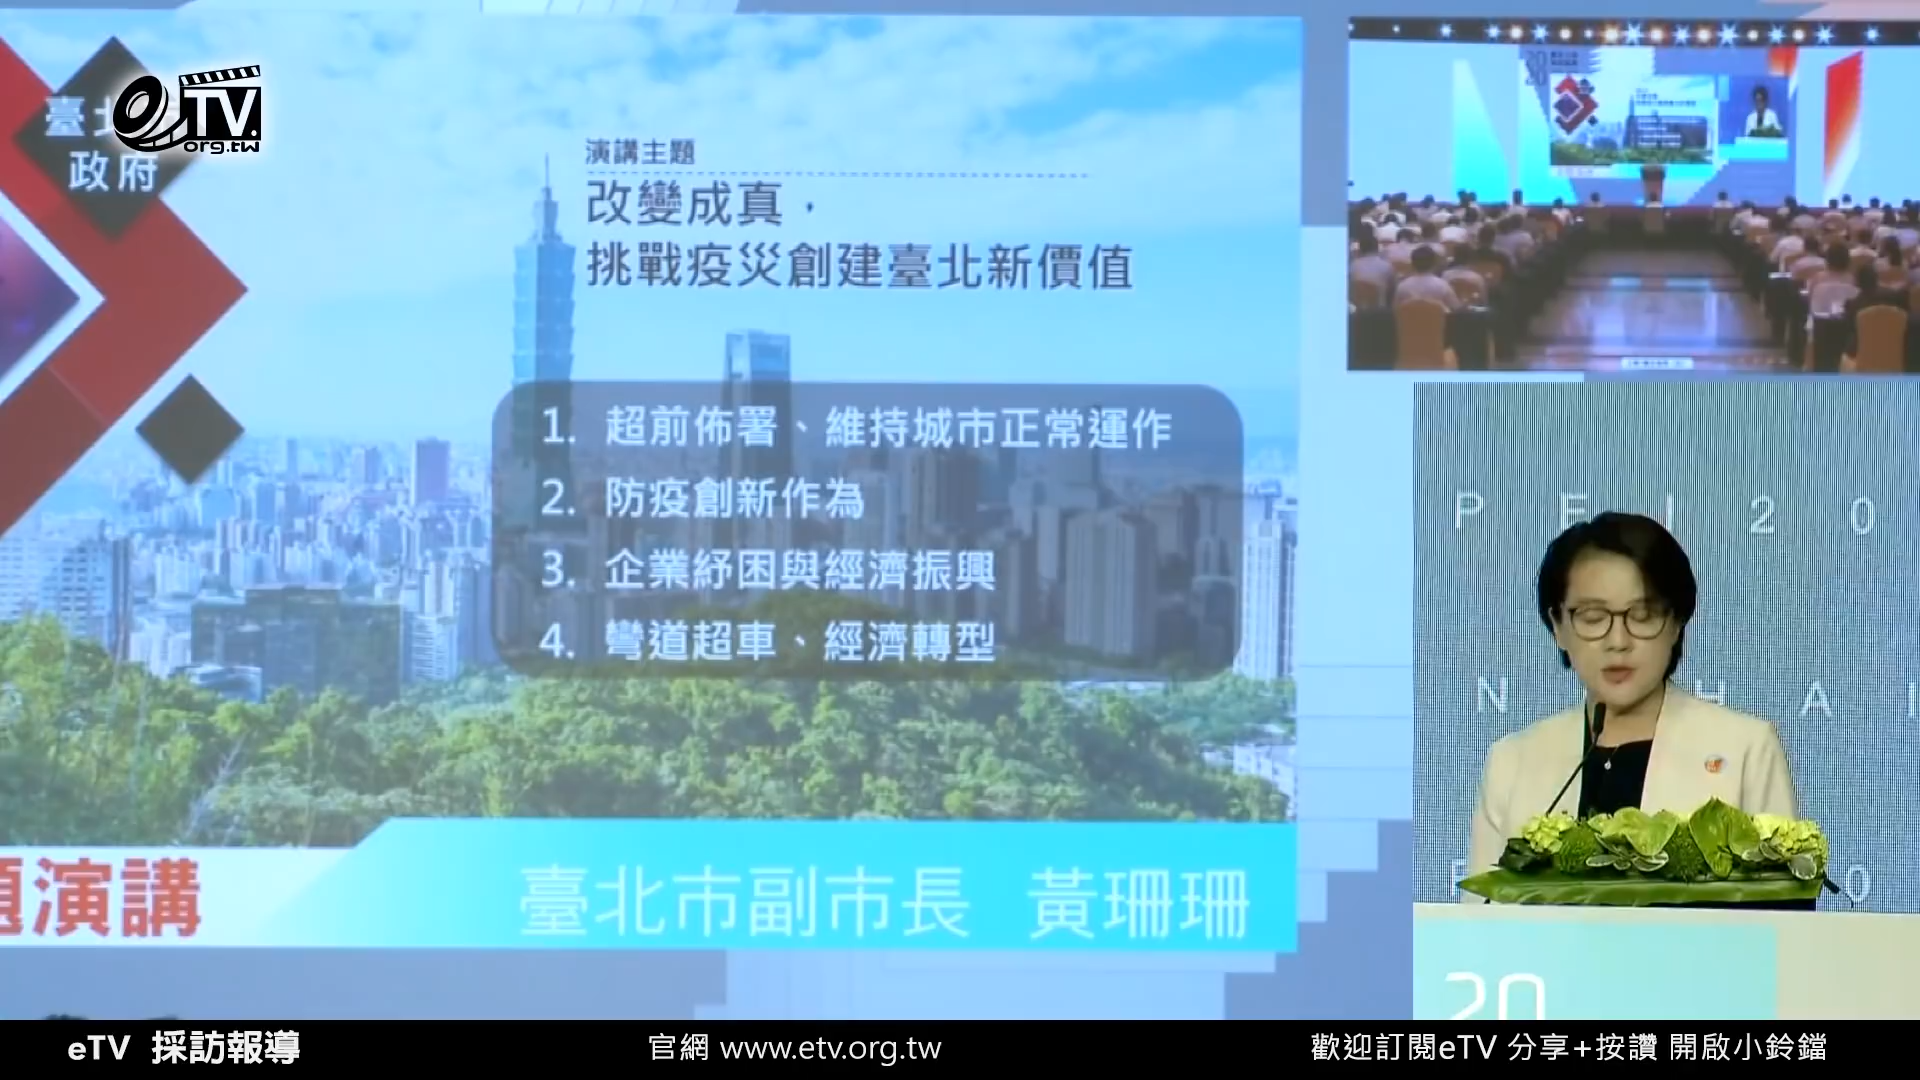 eTV.
org.tw
臺北
政府
演講主題
改變成真，
挑戰疫災創建臺北新價值
1. 超前佈署、維持城市正常運作
2. 防疫創新作為
3. 企業紓困與經濟振興
4. 彎道超車、經濟轉型
題演講
臺北市副市長 黃珊珊
P E I 2 0
N H A I
0
20
eTV 採訪報導
官網 www.etv.org.tw
歡迎訂閱eTV 分享+按讚 開啟小鈴鐺